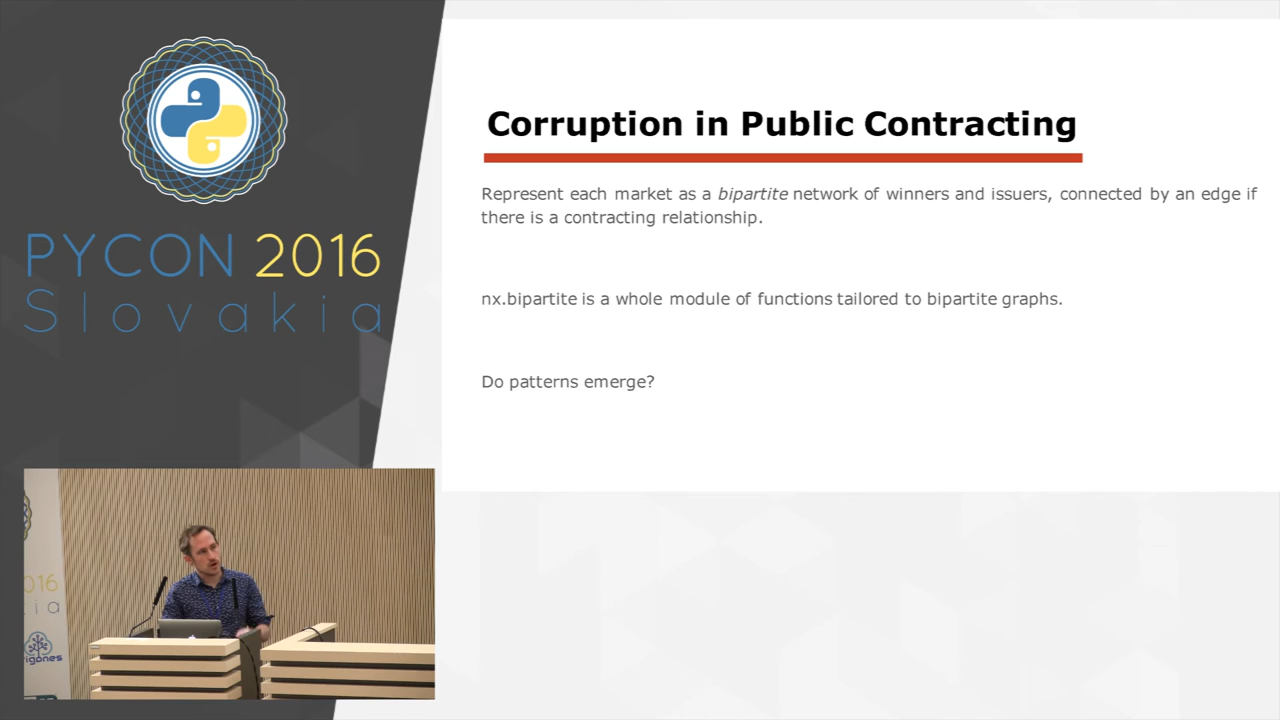 PYCON 2016
Slovakia
Corruption in Public Contracting
Represent each market as a bipartite network of winners and issuers, connected by an edge if
there is a contracting relationship.
nx.bipartite is a whole module of functions tailored to bipartite graphs.
Do patterns emerge?
016
ia